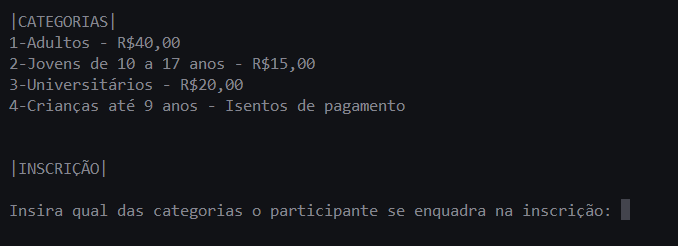 |CATEGORIAS|
1-Adultos - R$40,00
2-Jovens de 10 a 17 anos - R$15,00
3-Universitários - R$20,00
4-Crianças até 9 anos - Isentos de pagamento
|INSCRIÇÃO|
Insira qual das categorias o participante se enquadra na inscrição: